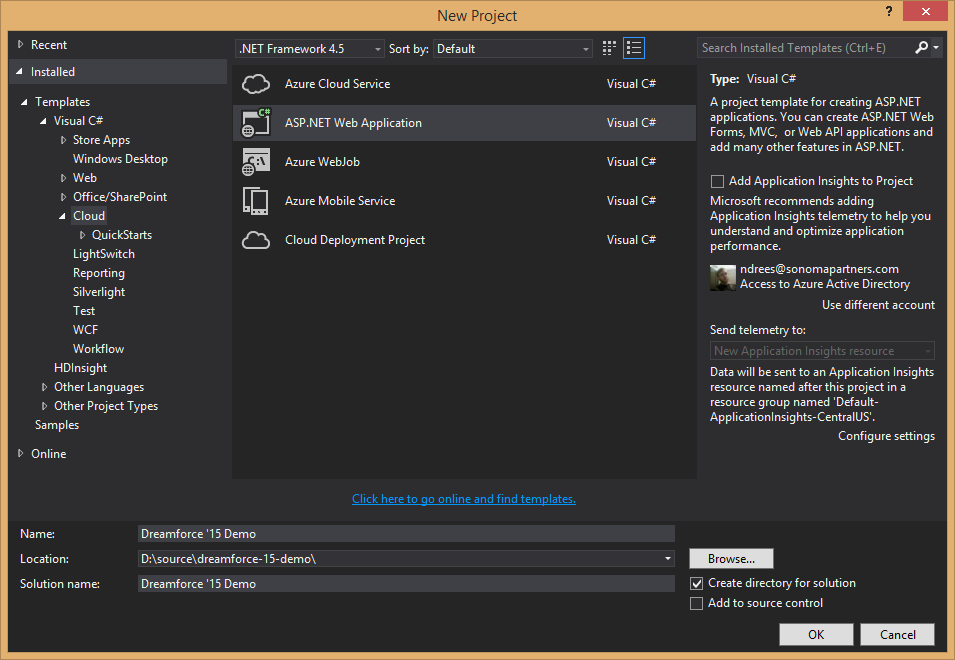 New Project
?
Recent
Installed
Templates
Visual C#
Store Apps
Windows Desktop
Web
Office/SharePoint
Cloud
QuickStarts
LightSwitch
Reporting
Silverlight
Test
WCF
Workflow
HDInsight
Other Languages
Other Project Types
Samples
Online
.NET Framework 4.5 Sort by: Default
Azure Cloud Service Visual C#
C# ASP.NET Web Application Visual C#
C:\ Azure WebJob Visual C#
Azure Mobile Service Visual C#
Cloud Deployment Project Visual C#
Click here to go online and find templates.
Search Installed Templates (Ctrl+E)
Type: Visual C#
A project template for creating ASP.NET
applications. You can create ASP.NET Web
Forms, MVC, or Web API applications and
add many other features in ASP.NET.
Add Application Insights to Project
Microsoft recommends adding
Application Insights telemetry to help you
understand and optimize application
performance.
ndrees@sonomapartners.com
Access to Azure Active Directory
Use different account
Send telemetry to:
New Application Insights resource
Data will be sent to an Application Insights
resource named after this project in a
resource group named 'Default-
ApplicationInsights-CentralUS'.
Configure settings
Name: Dreamforce '15 Demo
Location: D:\source\dreamforce-15-demo\ Browse...
Solution name: Dreamforce '15 Demo
Create directory for solution
Add to source control
OK Cancel